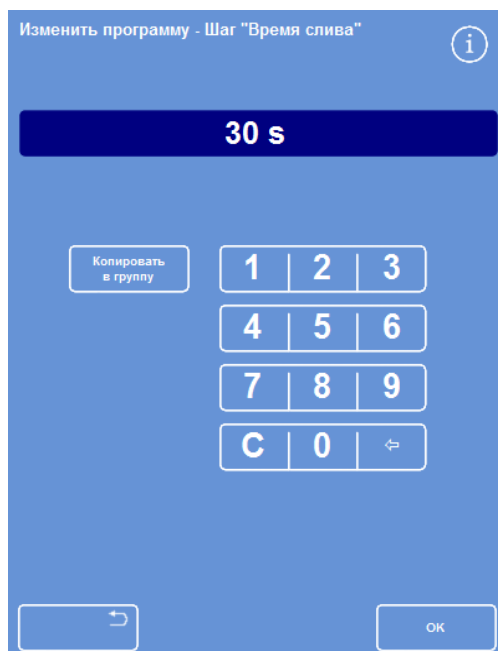 Изменить программу - Шаг "Время слива"
i
30 s
Копировать
в группу
1 2 3
4 5 6
7 8 9
C 0
OK